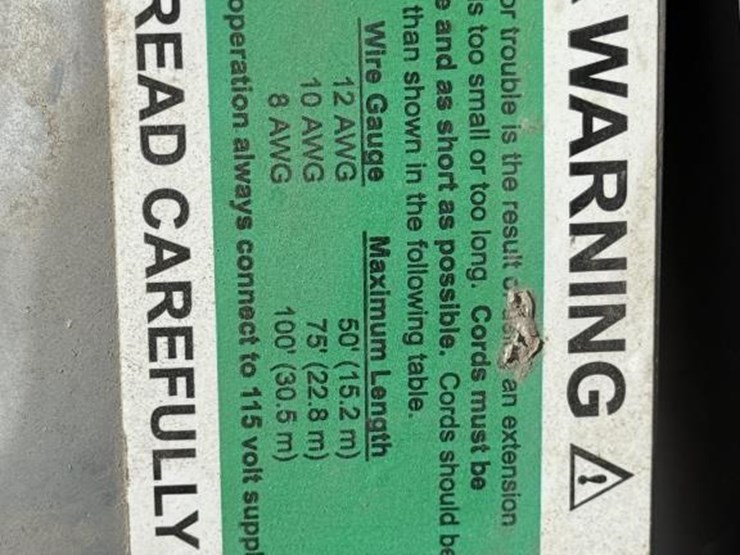 WARNING
or trouble is the result an extension
is too small or too long. Cords must be
e and as short as possible. Cords should be
than shown in the following table.
Wire Gauge Maximum Length
12 AWG 50' (15.2 m)
10 AWG 75' (22.8 m)
8 AWG 100' (30.5 m)
operation always connect to 115 volt suppl
READ CAREFULLY